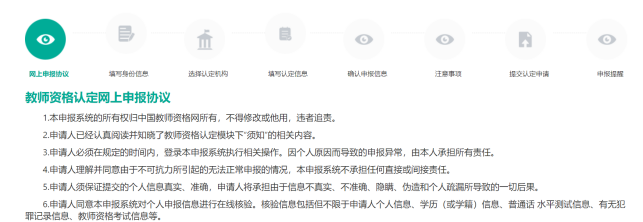 网上申报协议 填写身份信息 选择认定机构 填写认定信息 确认申报信息 注意事项 提交认定申请 申报提醒
教师资格认定网上申报协议
1.本申报系统的所有权归中国教师资格网所有，不得修改或他用，违者追责。
2.申请人已经认真阅读并知晓了教师资格认定模块下“须知”的相关内容。
3.申请人必须在规定的时间内，登录本申报系统执行相关操作。因个人原因而导致的申报异常，由本人承担所有责任。
4.申请人理解并同意由于不可抗力所引起的无法正常申报的情况，本申报系统不承担任何直接或间接责任。
5.申请人须保证提交的个人信息真实、准确，申请人将承担由于信息不真实、不准确、隐瞒、伪造和个人疏漏所导致的一切后果。
6.申请人同意本申报系统对个人申报信息进行在线核验。核验信息包括但不限于申请人个人信息、学历（或学籍）信息、普通话 水平测试信息、有无犯
罪记录信息、教师资格考试信息等。